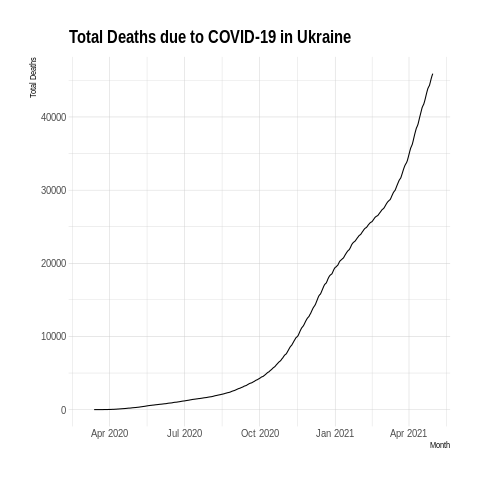 Total Deaths due to COVID-19 in Ukraine
Total Deaths
40000
30000
20000
10000
0
Apr 2020 Jul 2020 Oct 2020 Jan 2021 Apr 2021
Month